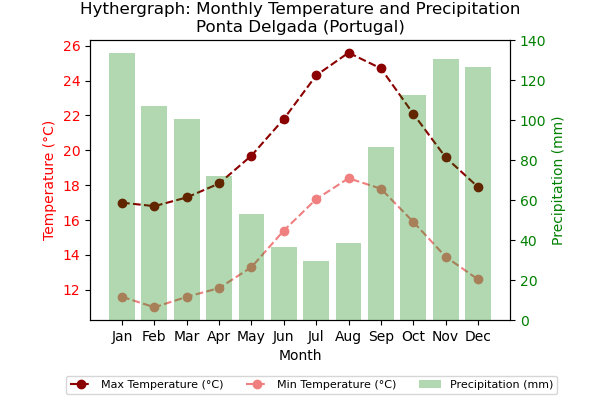 Hythergraph: Monthly Temperature and Precipitation
Ponta Delgada (Portugal)
Temperature (°C)
26
24
22
20
18
16
14
12
140
120
100
80
60
40
20
0
Precipitation (mm)
Jan Feb Mar Apr May Jun Jul Aug Sep Oct Nov Dec
Month
Max Temperature (°C) Min Temperature (°C) Precipitation (mm)